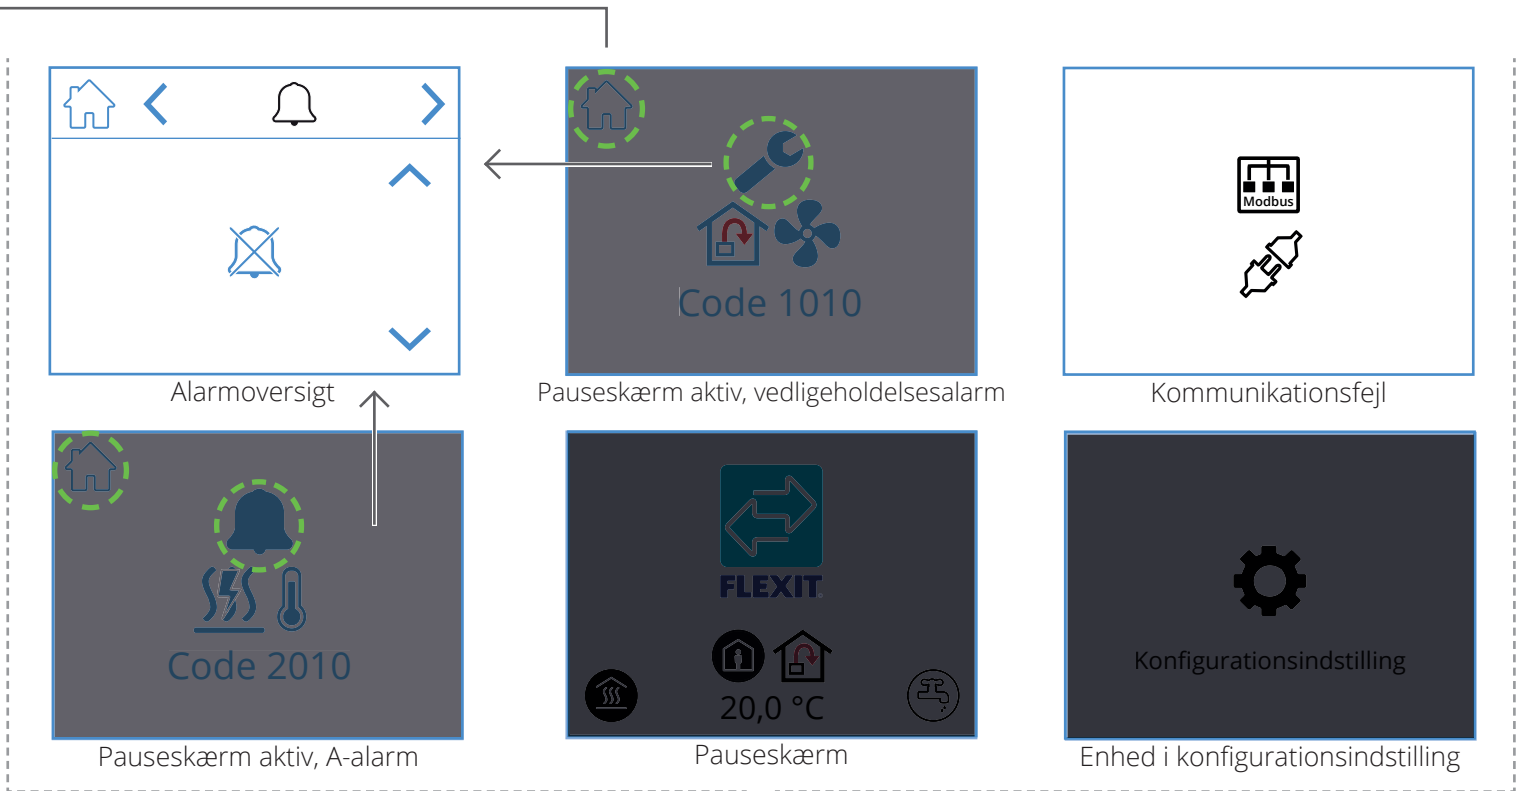 Code 1010
Modbus
Alarmoversigt
Pauseskærm aktiv, vedligeholdelsesalarm
Kommunikationsfejl
Code 2010
FLEXIT
20,0 °C
Konfigurationsindstilling
Pauseskærm aktiv, A-alarm
Pauseskærm
Enhed i konfigurationsindstilling